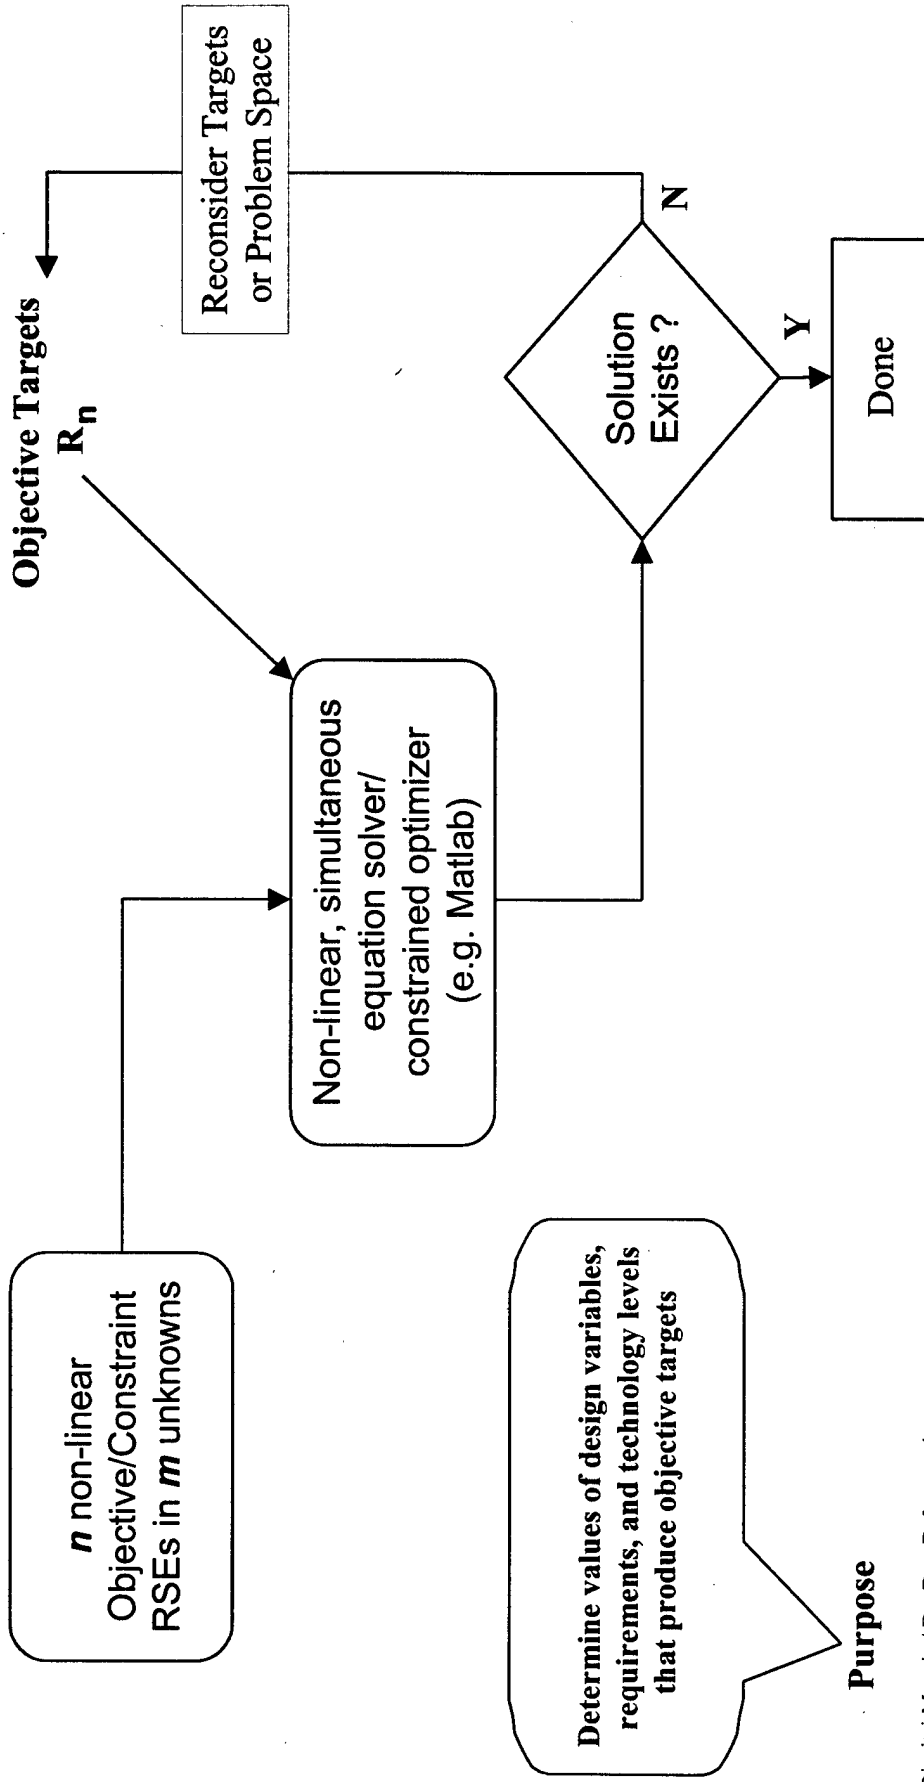 n non-linear
Objective/Constraint
RSEs in m unknowns
Objective Targets
Rn
Non-linear, simultaneous
equation solver/
constrained optimizer
(e.g. Matlab)
Reconsider Targets
or Problem Space
Solution
Exists ?
N
Y
Done
Determine values of design variables,
requirements, and technology levels
that produce objective targets
Purpose